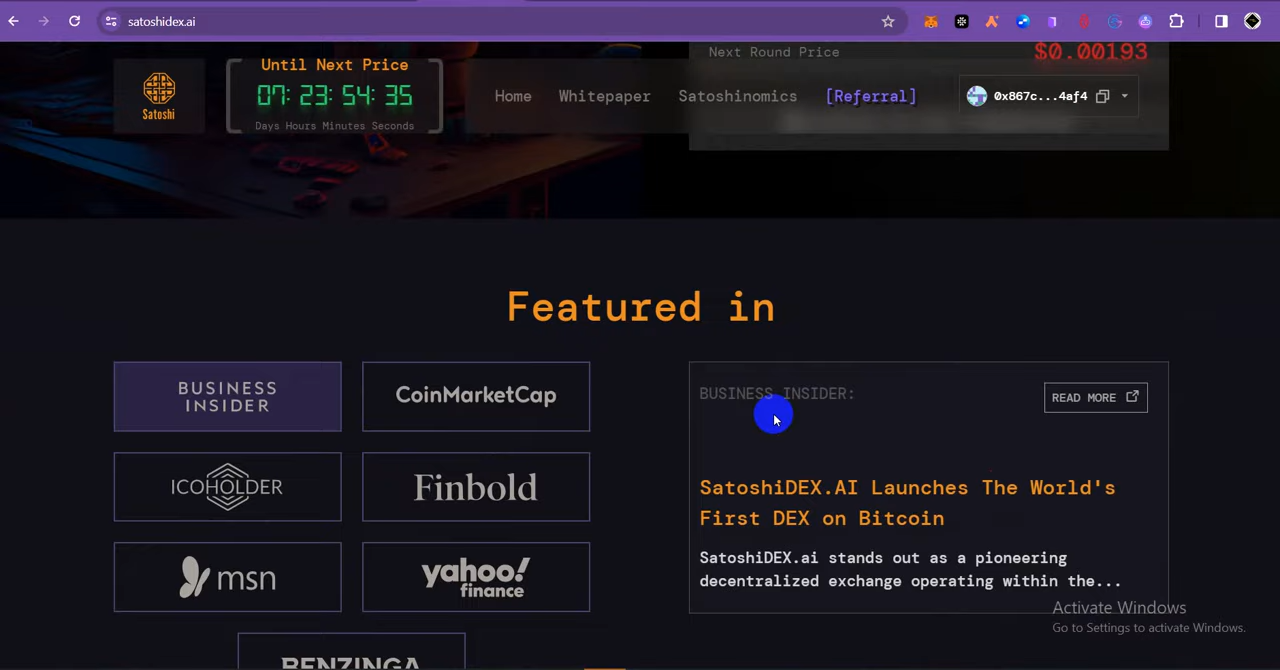 satoshidex.ai
Next Round Price
$0.00193
Until Next Price
07: 23: 54: 35
Days Hours Minutes Seconds
Satoshi
Home
Whitepaper
Satoshinomics
[Referral]
0x867c...4af4
Featured in
BUSINESS
INSIDER
CoinMarketCap
ICOHOLDER
Finbold
msn
yahoo!
finance
BENZINGA
BUSINESS INSIDER:
READ MORE
SatoshiDEX.AI Launches The World's
First DEX on Bitcoin
SatoshiDEX.ai stands out as a pioneering
decentralized exchange operating within the...
Activate Windows
Go to Settings to activate Windows.